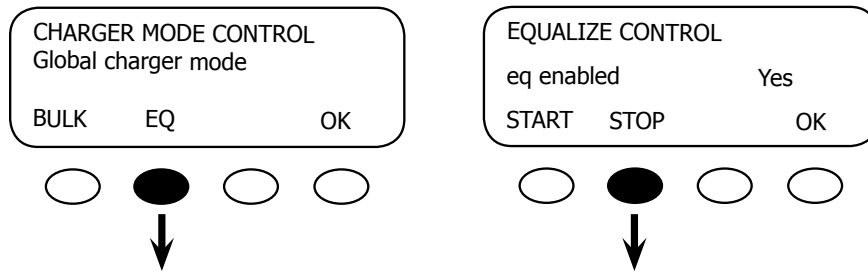 CHARGER MODE CONTROL
Global charger mode
BULK EQ OK
EQUALIZE CONTROL
eq enabled Yes
START STOP OK